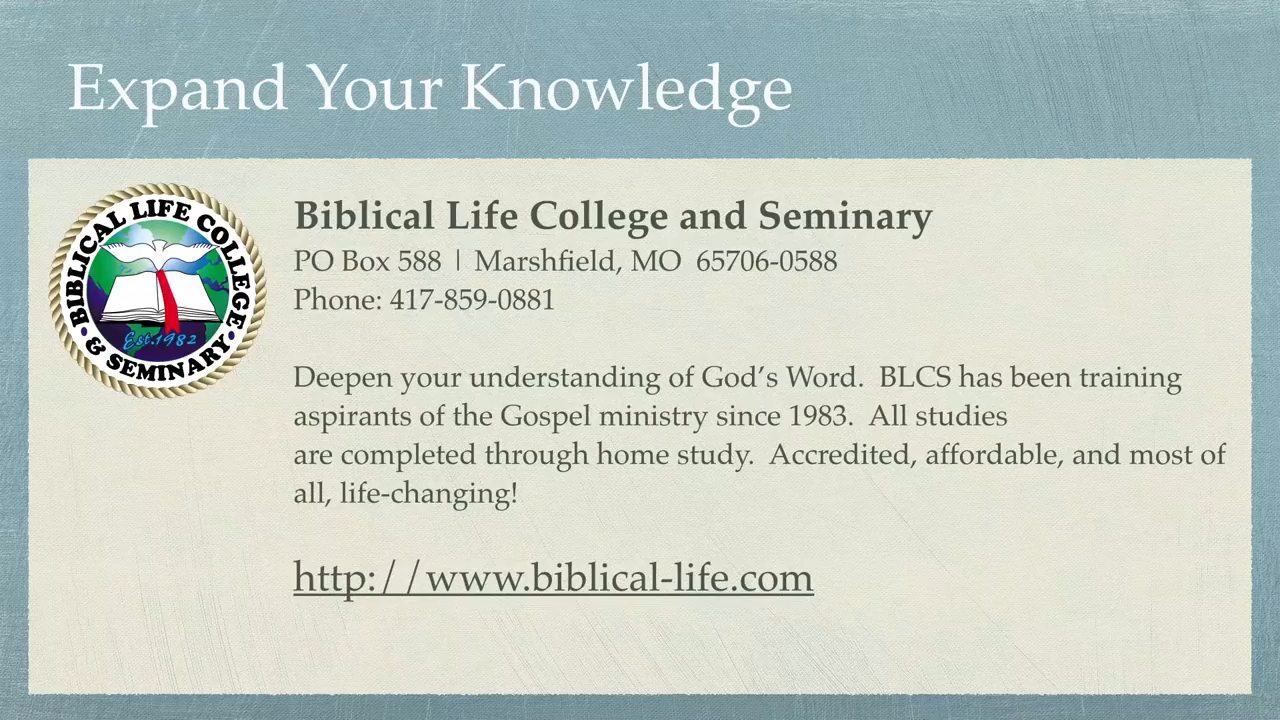 Expand Your Knowledge
BIBLICAL LIFE COLLEGE
& SEMINARY
Est.1982
Biblical Life College and Seminary
PO Box 588 | Marshfield, MO  65706-0588
Phone: 417-859-0881
Deepen your understanding of God’s Word.  BLCS has been training
aspirants of the Gospel ministry since 1983.  All studies
are completed through home study.  Accredited, affordable, and most of
all, life-changing!
http://www.biblical-life.com